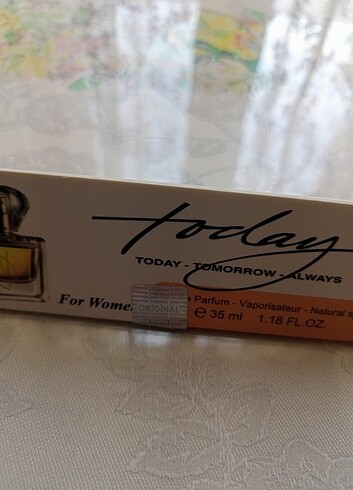 today
TODAY - TOMORROW - ALWAYS
For Wome
Parfum - Vaporisateur - Natural s
ORIGINAL
e 35 ml 1.18 FL.OZ.